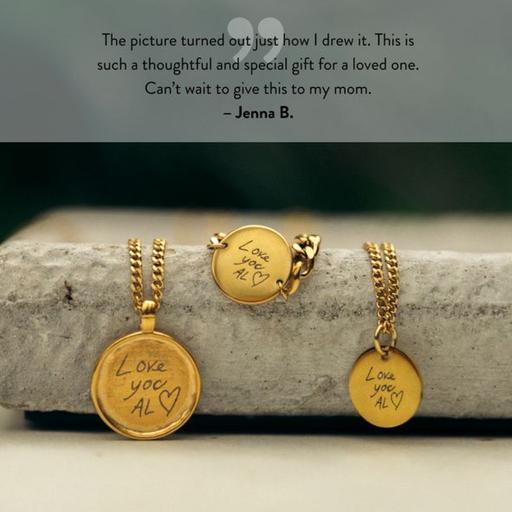 The picture turned out just how I drew it. This is
such a thoughtful and special gift for a loved one.
Can't wait to give this to my mom.
– Jenna B.
Love
you
AL♡
Love
you
AL♡
Love
you
AL♡